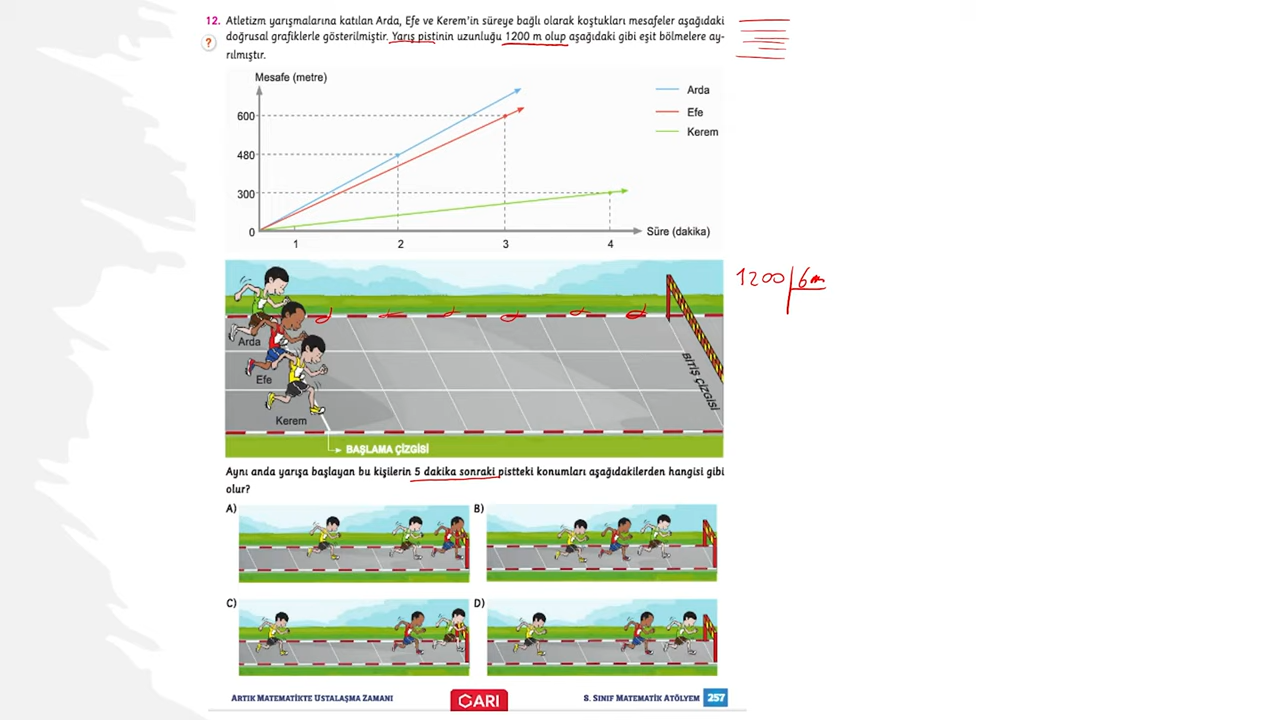 12. Atletizm yarışmalarına katılan Arda, Efe ve Kerem'in süreye bağlı olarak koştukları mesafeler aşağıdaki
? doğrusal grafiklerle gösterilmiştir. Yarış pistinin uzunluğu 1200 m olup aşağıdaki gibi eşit bölmelere ay-
rılmıştır.
Mesafe (metre)
Arda
Efe
Kerem
600
480
300
0
1 2 3 4
Süre (dakika)
1200 6m
Arda
Efe
Kerem
BİTİŞ ÇİZGİSİ
BAŞLAMA ÇİZGİSİ
Aynı anda yarışa başlayan bu kişilerin 5 dakika sonraki pistteki konumları aşağıdakilerden hangisi gibi
olur?
A) B)
C) D)
ARTIK MATEMATİKTE USTALAŞMA ZAMANI ARI 8. SINIF MATEMATİK ATÖLYEM 257